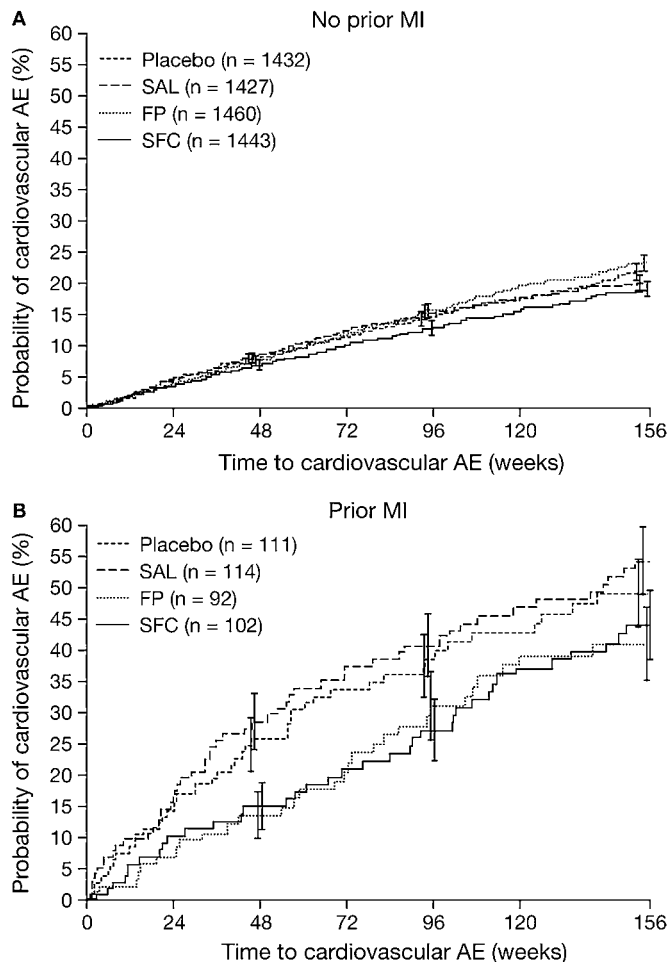 A
No prior MI
Probability of cardiovascular AE (%)
60
55
50
45
40
35
30
25
20
15
10
5
0
Placebo (n = 1432)
SAL (n = 1427)
FP (n = 1460)
SFC (n = 1443)
0 24 48 72 96 120 156
Time to cardiovascular AE (weeks)
B
Prior MI
Probability of cardiovascular AE (%)
60
55
50
45
40
35
30
25
20
15
10
5
0
Placebo (n = 111)
SAL (n = 114)
FP (n = 92)
SFC (n = 102)
0 24 48 72 96 120 156
Time to cardiovascular AE (weeks)